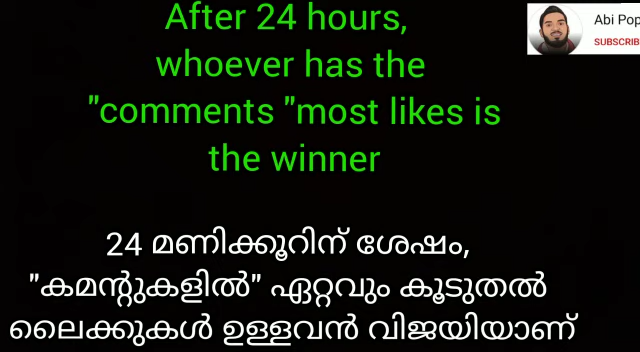 After 24 hours,
whoever has the
"comments "most likes is
the winner
24 മണിക്കൂറിന് ശേഷം,
"കമന്റുകളിൽ" ഏറ്റവും കൂടുതൽ
ലൈക്കുകൾ ഉള്ളവൻ വിജയിയാണ്
Abi Pop
SUBSCRIB